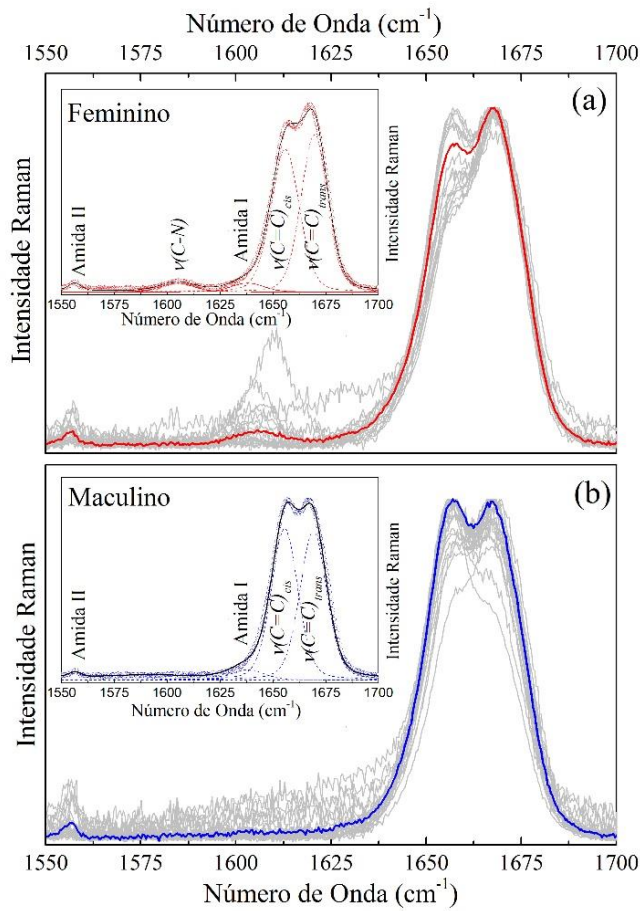 Número de Onda (cm-1)
1550 1575 1600 1625 1650 1675 1700
(a)
Feminino
Intensidade Raman
Amida II
ν(C-N)
Amida I
ν(C=C)cis
ν(C=C)trans
Intensidade Raman
1550 1575 1600 1625 1650 1675 1700
Número de Onda (cm-1)
(b)
Maculino
Intensidade Raman
Amida II
Amida I
ν(C=C)cis
ν(C=C)trans
Intensidade Raman
1550 1575 1600 1625 1650 1675 1700
Número de Onda (cm-1)
1550 1575 1600 1625 1650 1675 1700
Número de Onda (cm-1)